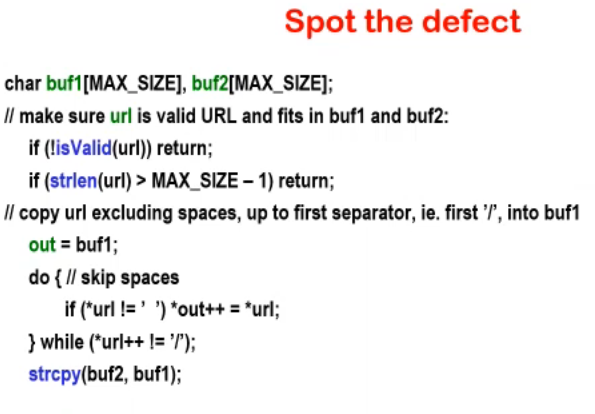 Spot the defect
char buf1[MAX_SIZE], buf2[MAX_SIZE];
// make sure url is valid URL and fits in buf1 and buf2:
if (!isValid(url)) return;
if (strlen(url) > MAX_SIZE – 1) return;
// copy url excluding spaces, up to first separator, ie. first ’/’, into buf1
out = buf1;
do { // skip spaces
if (*url != ’ ’) *out++ = *url;
} while (*url++ != ’/’);
strcpy(buf2, buf1);